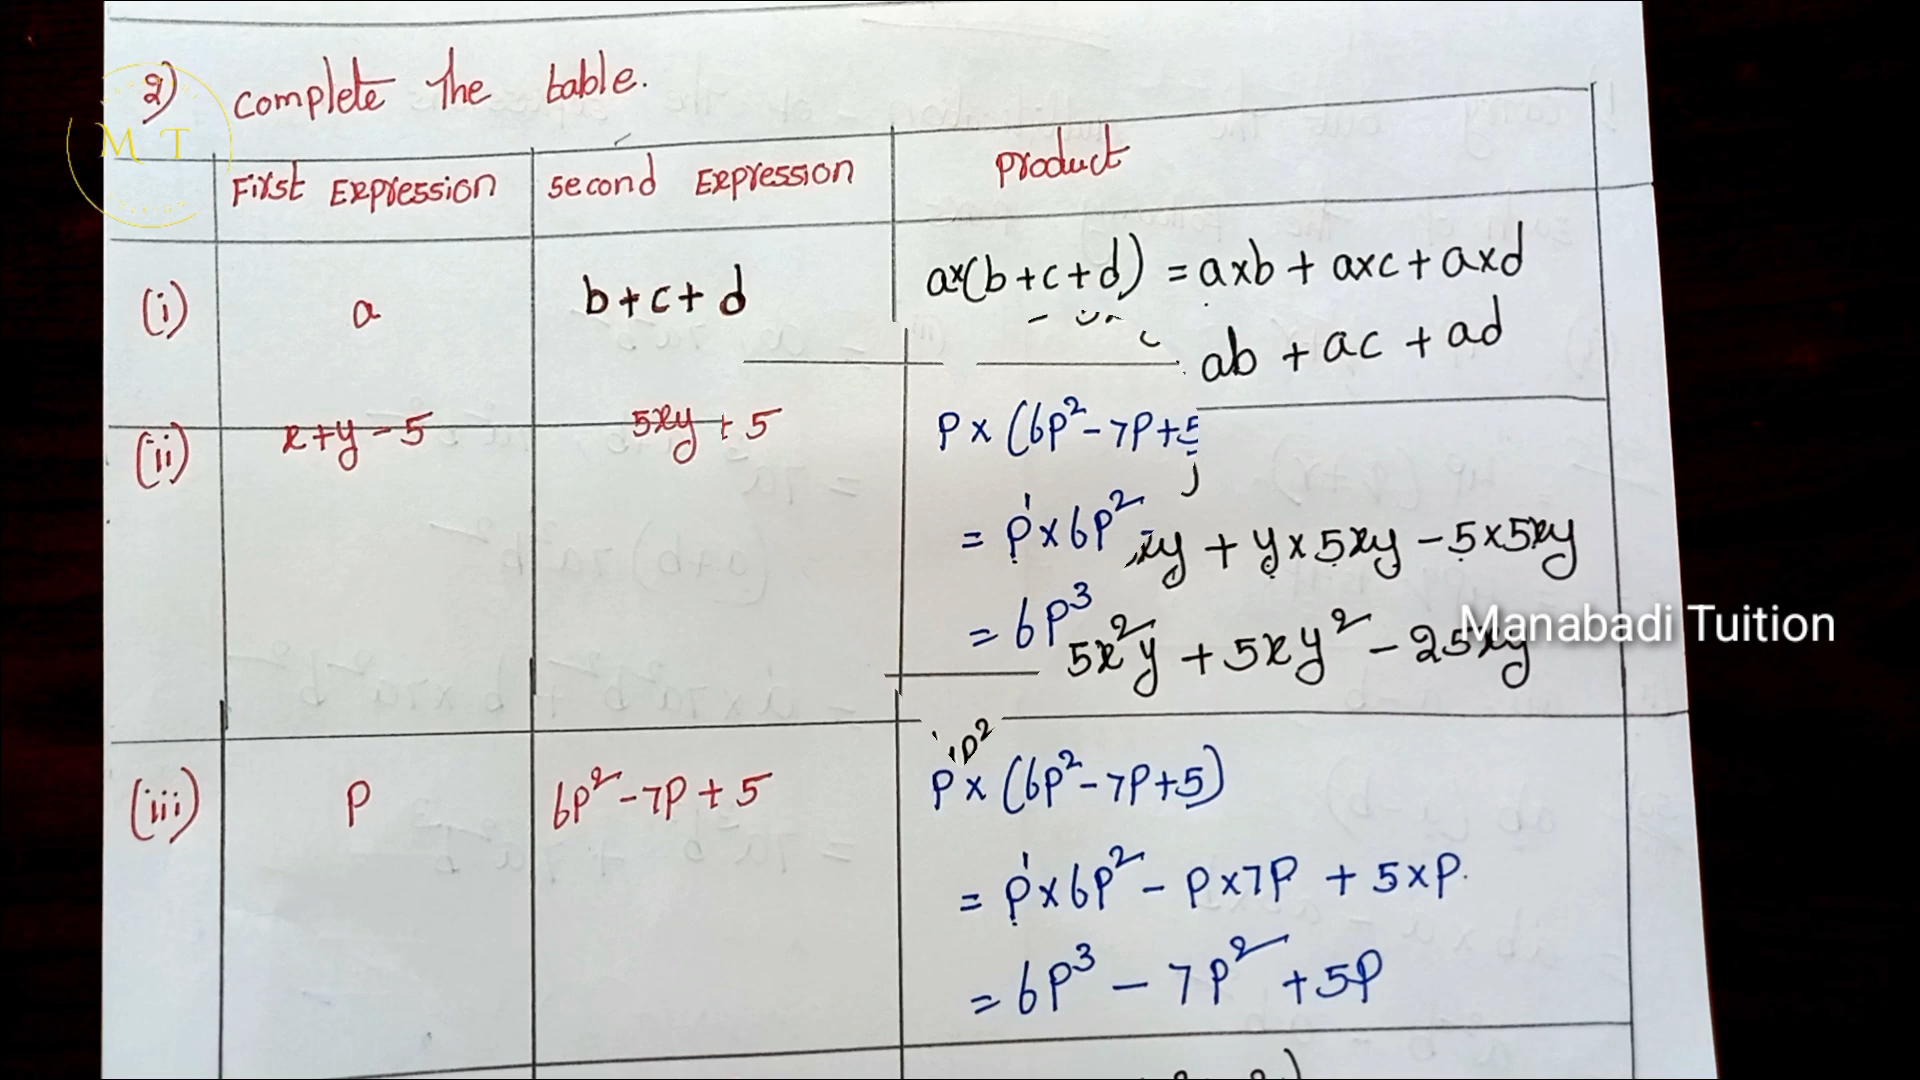 2) complete the table.
M T
First Expression second Expression product
(i) a b+c+d a×(b+c+d) = a×b + a×c + a×d
ab + ac + ad
(ii) x+y-5 5xy + 5 P × (6P²-7P+5
= P¹×6P² xy + y×5xy - 5×5xy
= 6P³ 5x²y + 5xy² - 25xy
Manabadi Tuition
(iii) P 6P²-7P+5 P × (6P²-7P+5)
= P¹×6P² - P×7P + 5×P.
= 6P³ - 7P² + 5P